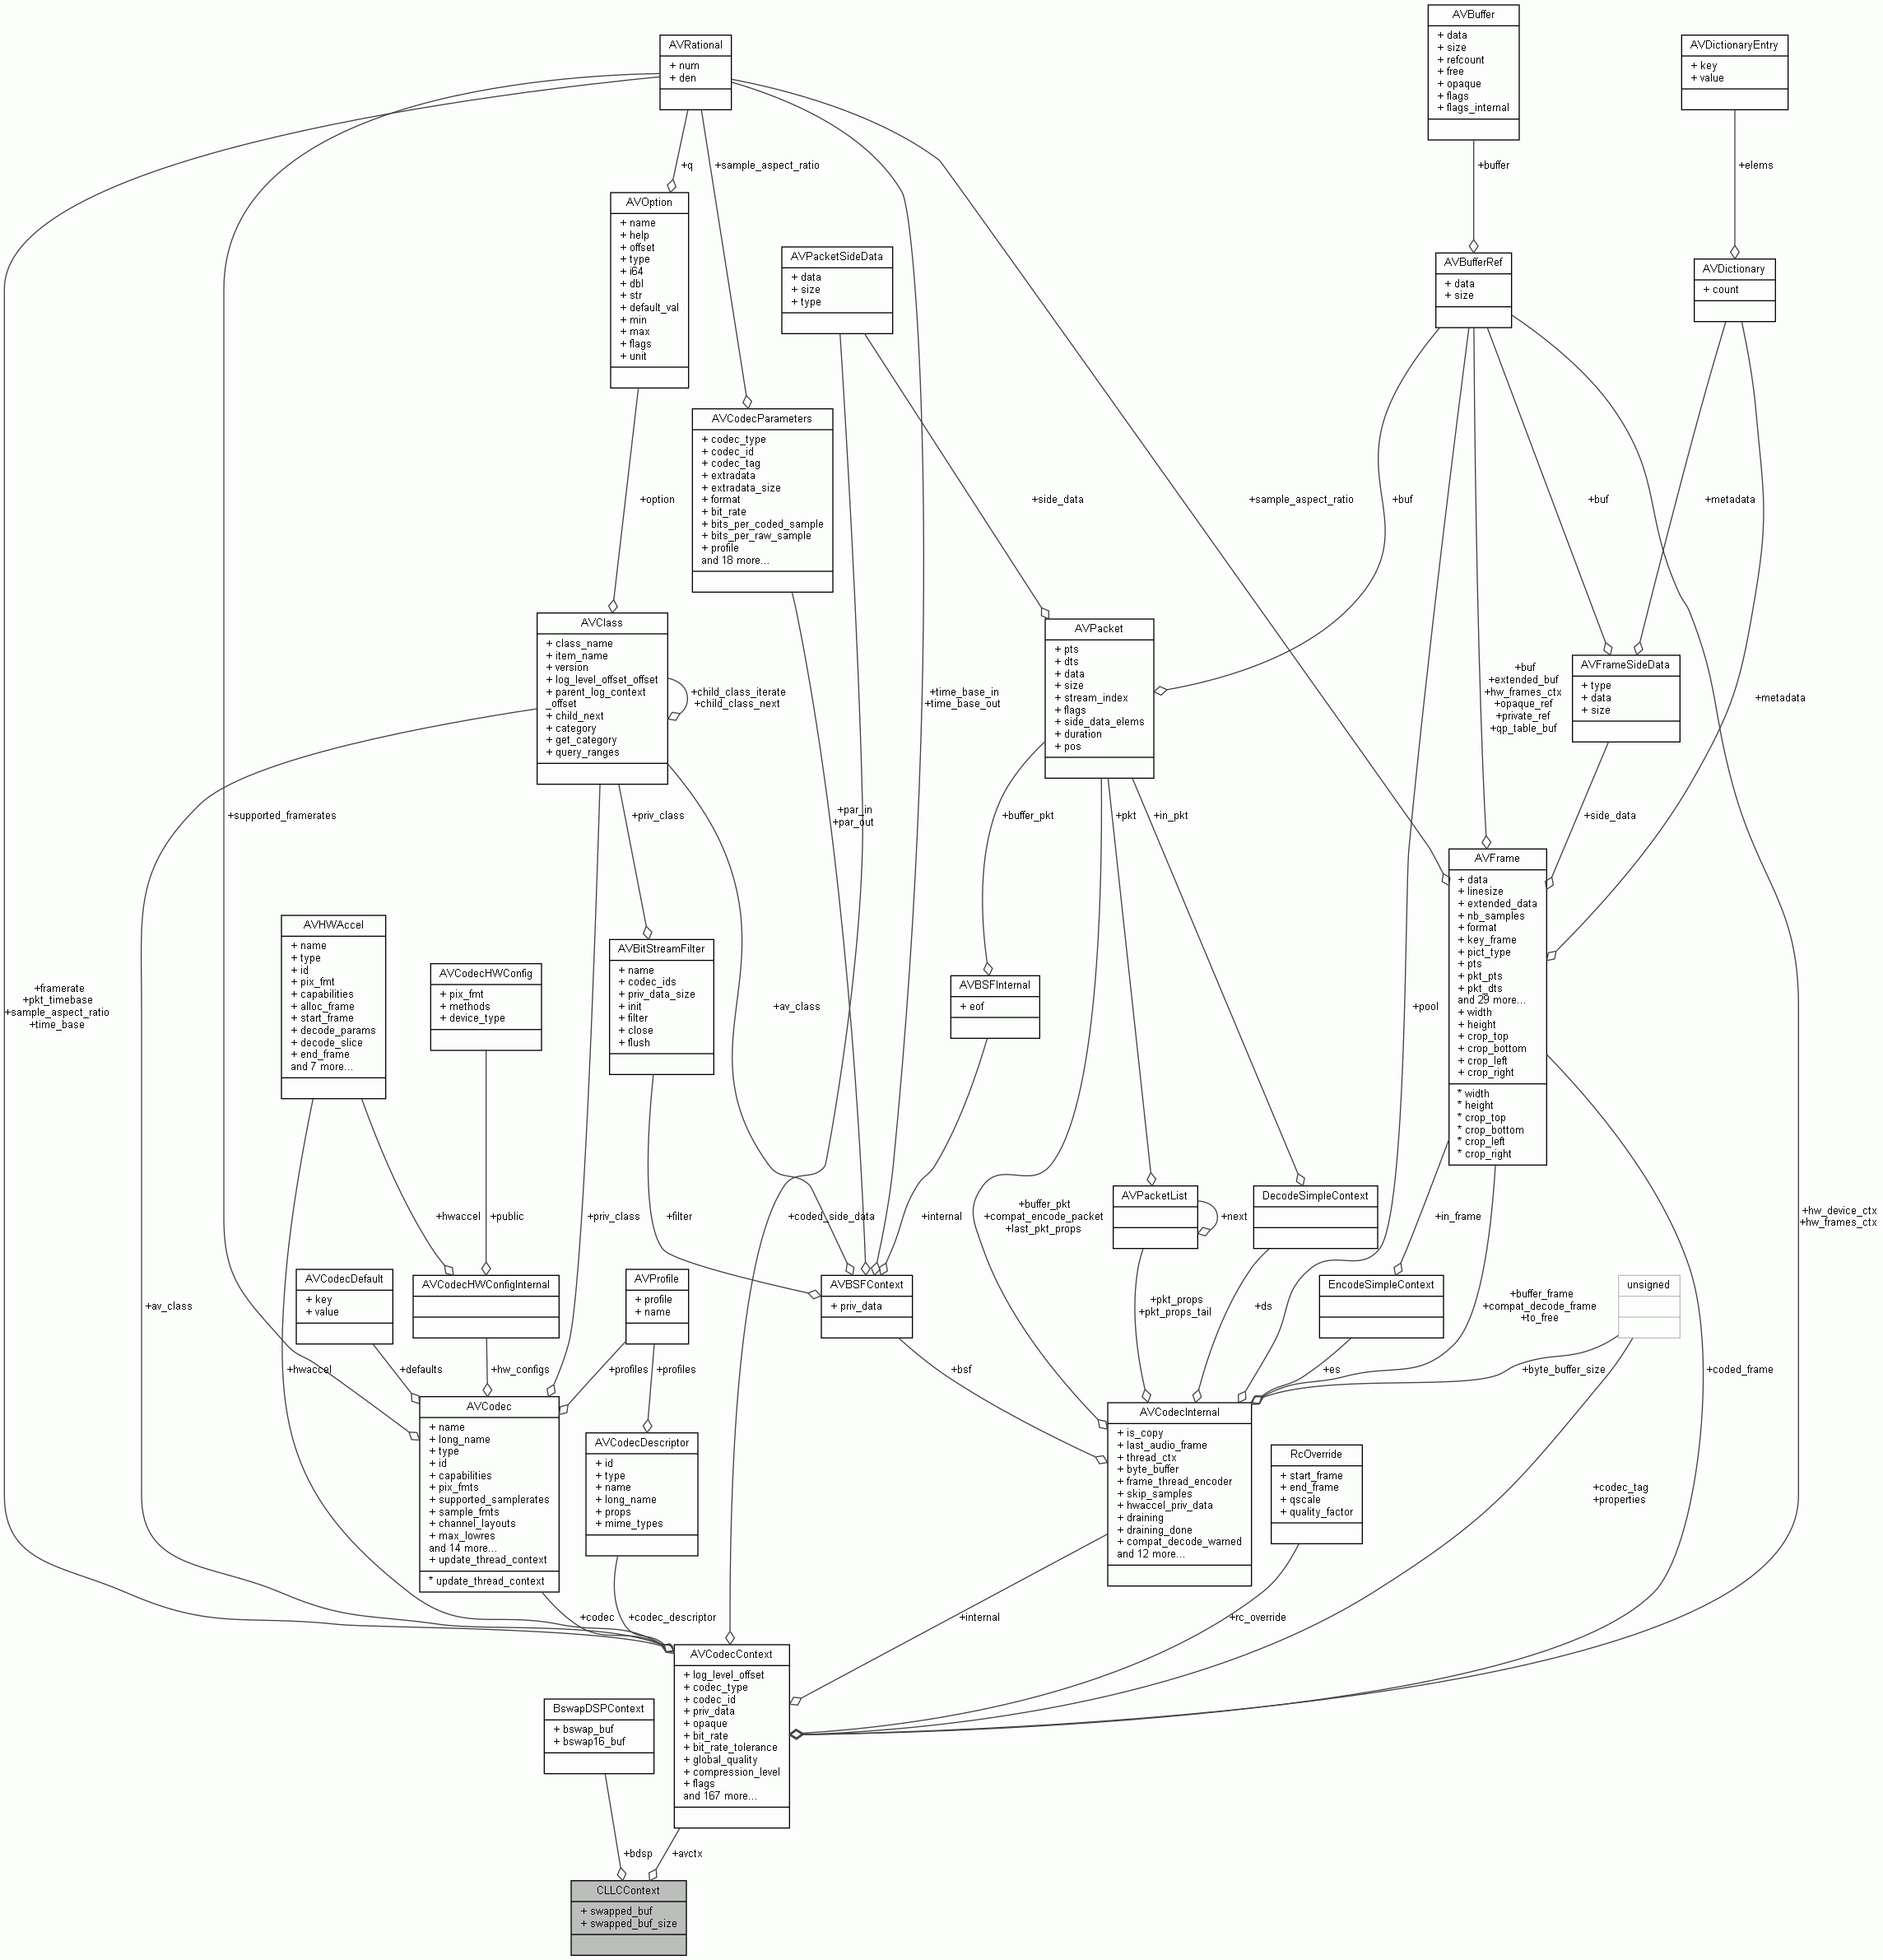 AVBuffer
+ data
+ size
+ refcount
+ free
+ opaque
+ flags
+ flags_internal
AVRational
+ num
+ den
AVDictionaryEntry
+ key
+ value
+q
+sample_aspect_ratio
+buffer
+elems
AVOption
+ name
+ help
+ offset
+ type
+ i64
+ dbl
+ str
+ default_val
+ min
+ max
+ flags
+ unit
AVPacketSideData
+ data
+ size
+ type
AVBufferRef
+ data
+ size
AVDictionary
+ count
AVCodecParameters
+ codec_type
+ codec_id
+ codec_tag
+ extradata
+ extradata_size
+ format
+ bit_rate
+ bits_per_coded_sample
+ bits_per_raw_sample
+ profile
and 18 more...
+option
+side_data
+sample_aspect_ratio
+buf
+buf
+metadata
AVClass
+ class_name
+ item_name
+ version
+ log_level_offset_offset
+ parent_log_context
_offset
+ child_next
+ category
+ get_category
+ query_ranges
+child_class_iterate
+child_class_next
+time_base_in
+time_base_out
AVPacket
+ pts
+ dts
+ data
+ size
+ stream_index
+ flags
+ side_data_elems
+ duration
+ pos
+buf
+extended_buf
+hw_frames_ctx
+opaque_ref
+private_ref
+qp_table_buf
AVFrameSideData
+ type
+ data
+ size
+metadata
+supported_framerates
+priv_class
+par_in
+par_out
+buffer_pkt
+pkt
+in_pkt
+side_data
AVFrame
+ data
+ linesize
+ extended_data
+ nb_samples
+ format
+ key_frame
+ pict_type
+ pts
+ pkt_pts
+ pkt_dts
and 29 more...
+ width
+ height
+ crop_top
+ crop_bottom
+ crop_left
+ crop_right
* width
* height
* crop_top
* crop_bottom
* crop_left
* crop_right
+framerate
+pkt_timebase
+sample_aspect_ratio
+time_base
AVHWAccel
+ name
+ type
+ id
+ pix_fmt
+ capabilities
+ alloc_frame
+ start_frame
+ decode_params
+ decode_slice
+ end_frame
and 7 more...
AVCodecHWConfig
+ pix_fmt
+ methods
+ device_type
AVBitStreamFilter
+ name
+ codec_ids
+ priv_data_size
+ init
+ filter
+ close
+ flush
+av_class
AVBSFInternal
+ eof
+pool
+hwaccel
+public
+priv_class
+filter
+coded_side_data
+internal
+buffer_pkt
+compat_encode_packet
+last_pkt_props
AVPacketList
+next
DecodeSimpleContext
+in_frame
+hw_device_ctx
+hw_frames_ctx
+av_class
AVCodecDefault
+ key
+ value
AVCodecHWConfigInternal
AVProfile
+ profile
+ name
AVBSFContext
+ priv_data
+pkt_props
+pkt_props_tail
+ds
EncodeSimpleContext
+buffer_frame
+compat_decode_frame
+to_free
unsigned
+hwaccel
+defaults
+hw_configs
+profiles
+profiles
+bsf
+es
+byte_buffer_size
+coded_frame
AVCodec
+ name
+ long_name
+ type
+ id
+ capabilities
+ pix_fmts
+ supported_samplerates
+ sample_fmts
+ channel_layouts
+ max_lowres
and 14 more...
+ update_thread_context
* update_thread_context
AVCodecDescriptor
+ id
+ type
+ name
+ long_name
+ props
+ mime_types
AVCodecInternal
+ is_copy
+ last_audio_frame
+ thread_ctx
+ byte_buffer
+ frame_thread_encoder
+ skip_samples
+ hwaccel_priv_data
+ draining
+ draining_done
+ compat_decode_warned
and 12 more...
RcOverride
+ start_frame
+ end_frame
+ qscale
+ quality_factor
+codec_tag
+properties
+codec
+codec_descriptor
+internal
+rc_override
AVCodecContext
+ log_level_offset
+ codec_type
+ codec_id
+ priv_data
+ opaque
+ bit_rate
+ bit_rate_tolerance
+ global_quality
+ compression_level
+ flags
and 167 more...
BswapDSPContext
+ bswap_buf
+ bswap16_buf
+bdsp
+avctx
CLLCContext
+ swapped_buf
+ swapped_buf_size